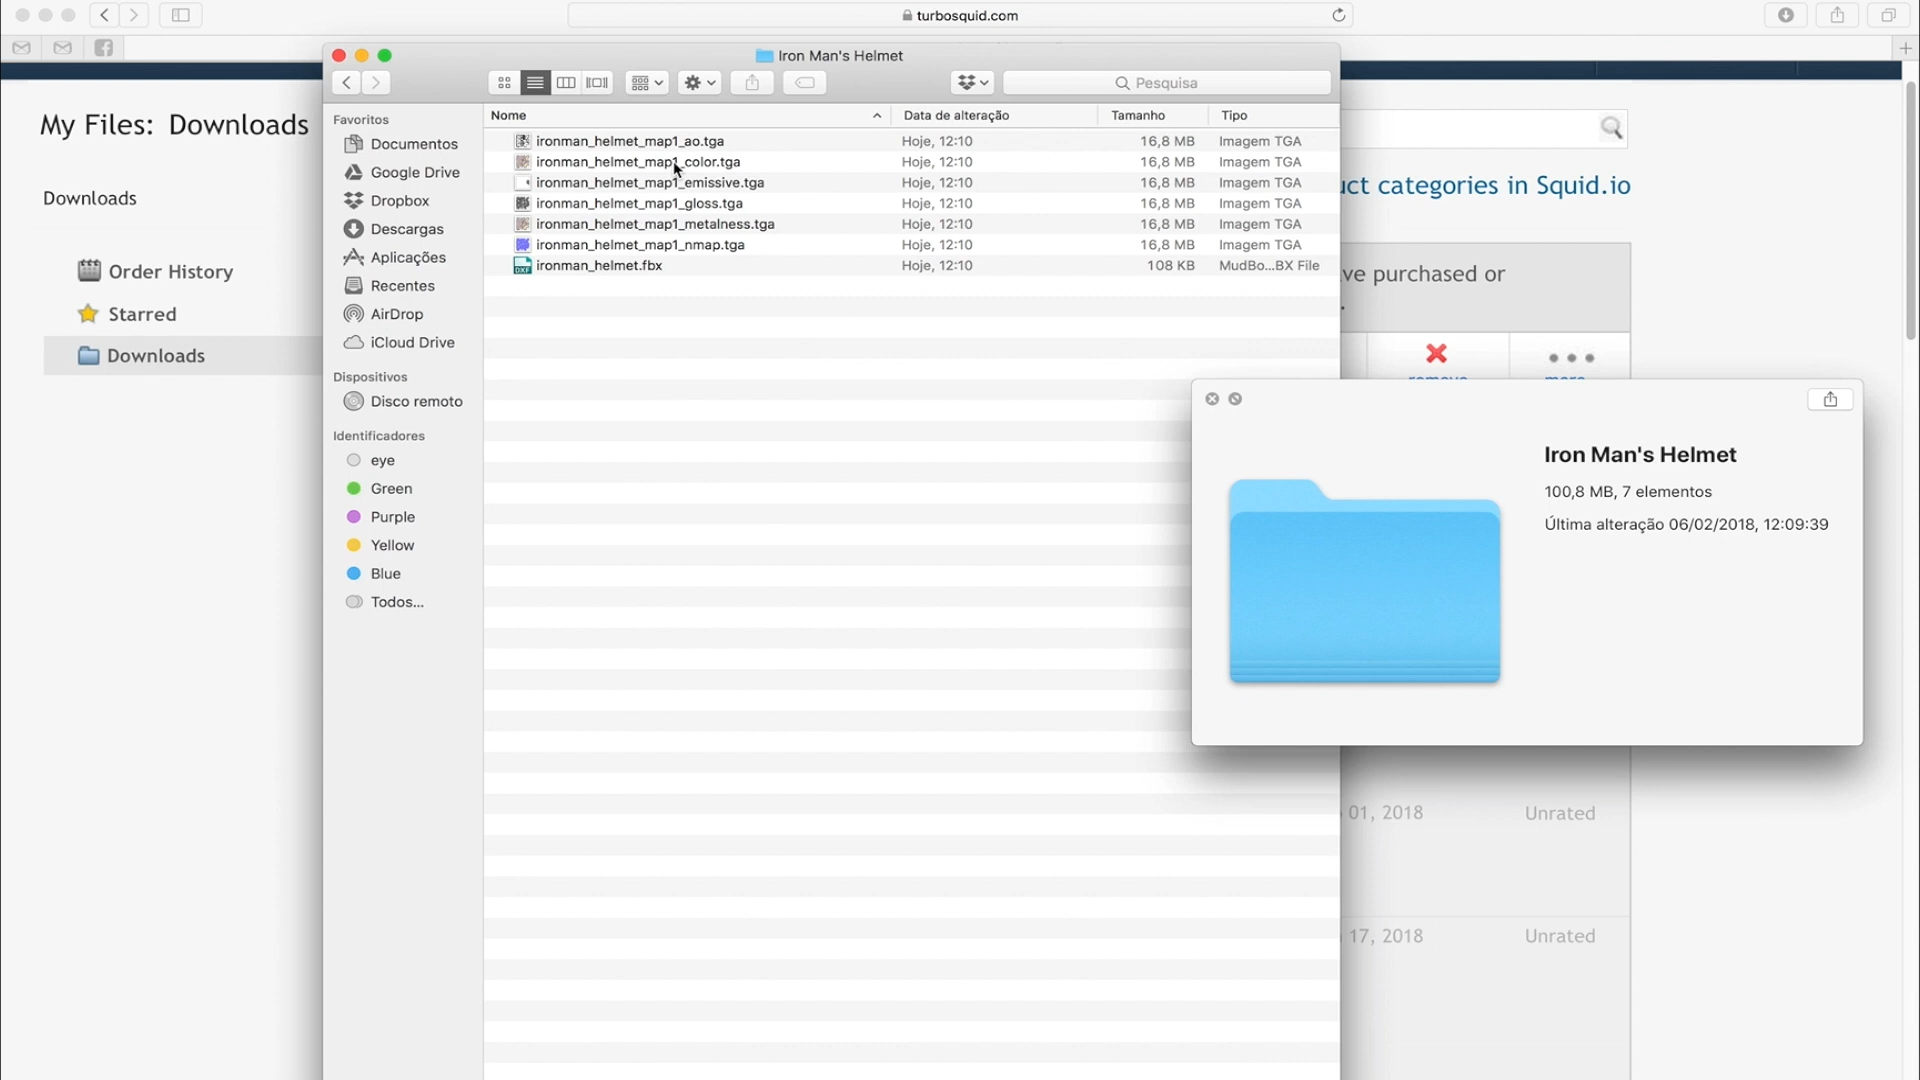 turbosquid.com
Iron Man's Helmet
Pesquisa
My Files: Downloads
Downloads
Order History
Starred
Downloads
Favoritos
Documentos
Google Drive
Dropbox
Descargas
Aplicações
Recentes
AirDrop
iCloud Drive
Dispositivos
Disco remoto
Identificadores
eye
Green
Purple
Yellow
Blue
Todos...
Nome Data de alteração Tamanho Tipo
ironman_helmet_map1_ao.tga Hoje, 12:10 16,8 MB Imagem TGA
ironman_helmet_map1_color.tga Hoje, 12:10 16,8 MB Imagem TGA
ironman_helmet_map1_emissive.tga Hoje, 12:10 16,8 MB Imagem TGA
ironman_helmet_map1_gloss.tga Hoje, 12:10 16,8 MB Imagem TGA
ironman_helmet_map1_metalness.tga Hoje, 12:10 16,8 MB Imagem TGA
ironman_helmet_map1_nmap.tga Hoje, 12:10 16,8 MB Imagem TGA
ironman_helmet.fbx Hoje, 12:10 108 KB MudBo...BX File
uct categories in Squid.io
ve purchased or
Iron Man's Helmet
100,8 MB, 7 elementos
Última alteração 06/02/2018, 12:09:39
01, 2018 Unrated
17, 2018 Unrated